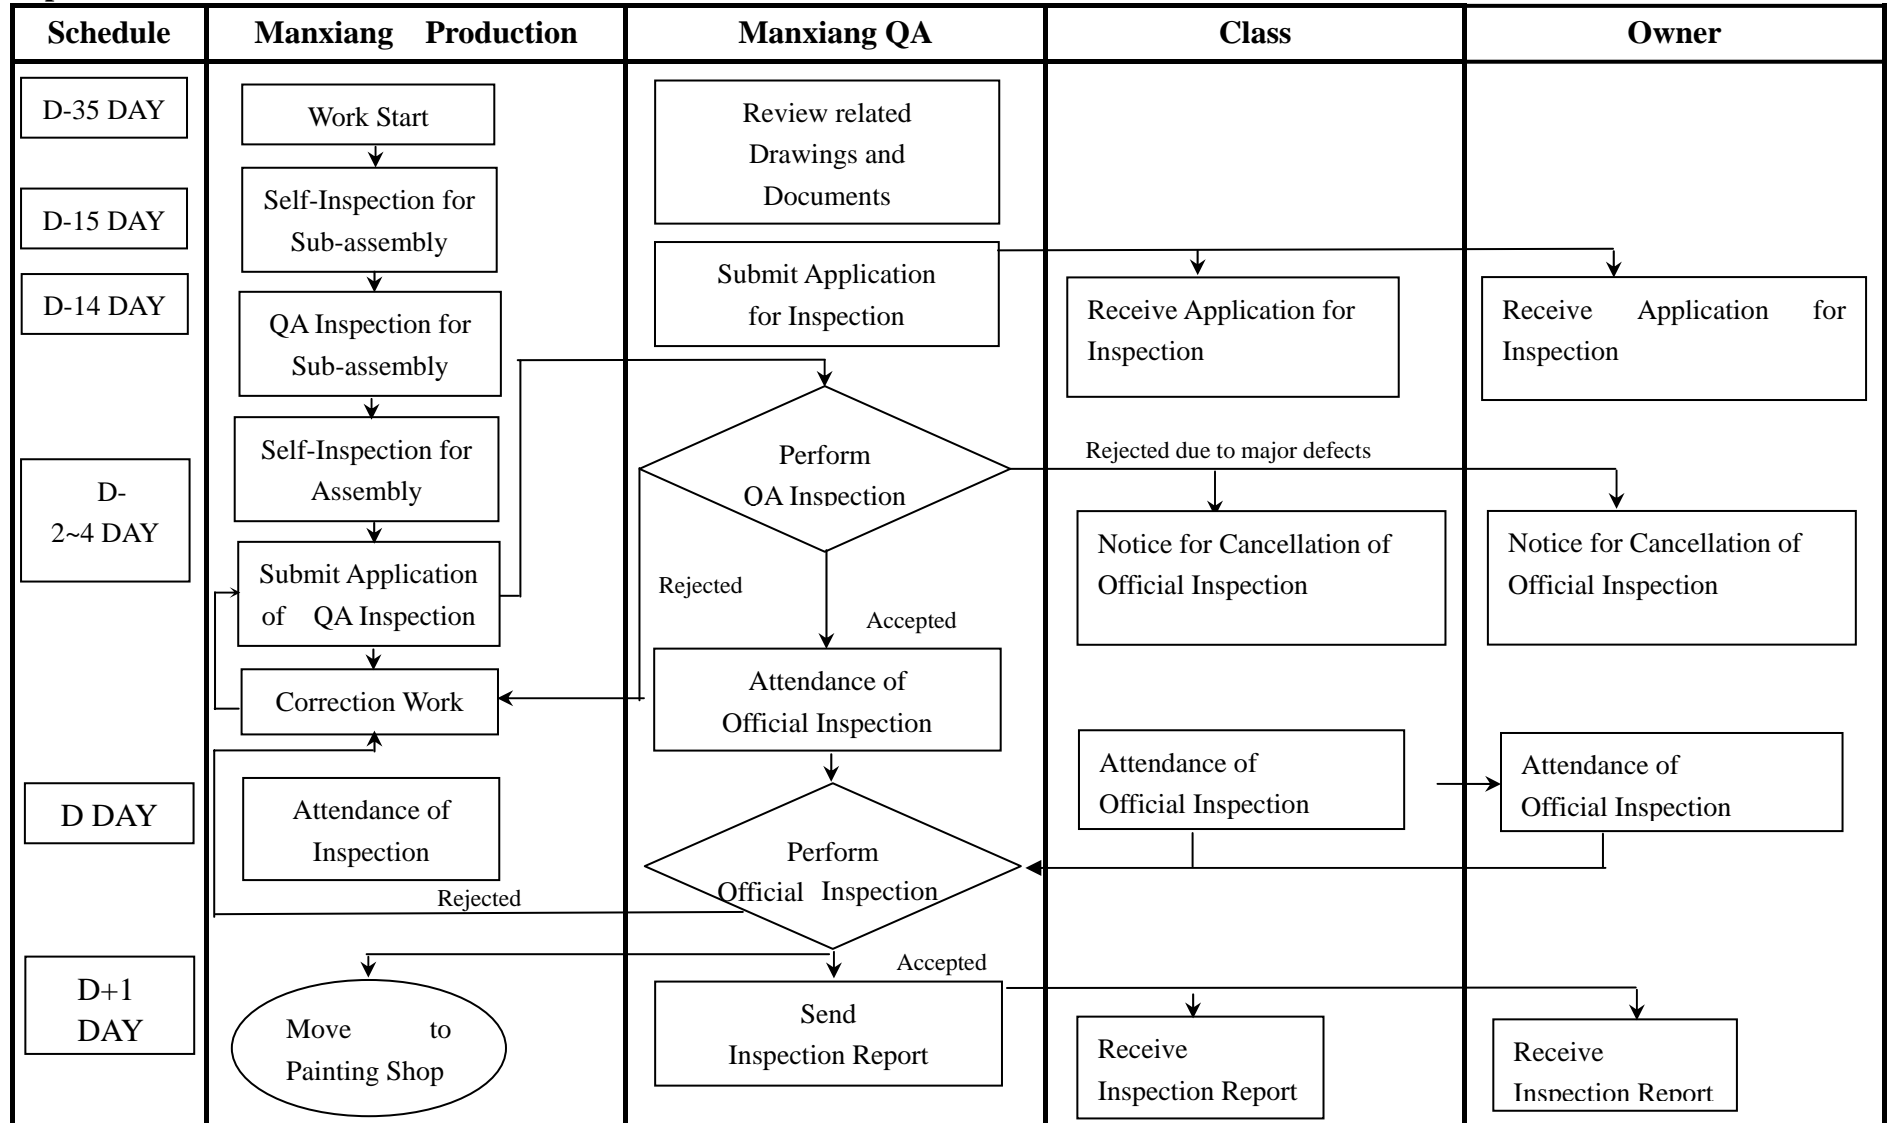 Schedule
Manxiang Production
Manxiang QA
Class
Owner
D-35 DAY
Work Start
Review related
Drawings and
Documents
D-15 DAY
Self-Inspection for
Sub-assembly
D-14 DAY
QA Inspection for
Sub-assembly
Submit Application
for Inspection
Receive Application for
Inspection
Receive Application for
Inspection
D-
2~4 DAY
Self-Inspection for
Assembly
Perform
QA Inspection
Rejected due to major defects
Submit Application
of QA Inspection
Rejected
Accepted
Notice for Cancellation of
Official Inspection
Notice for Cancellation of
Official Inspection
Correction Work
Attendance of
Official Inspection
D DAY
Attendance of
Inspection
Perform
Official Inspection
Attendance of
Official Inspection
Attendance of
Official Inspection
Rejected
Accepted
D+1
DAY
Move to
Painting Shop
Send
Inspection Report
Receive
Inspection Report
Receive
Inspection Report